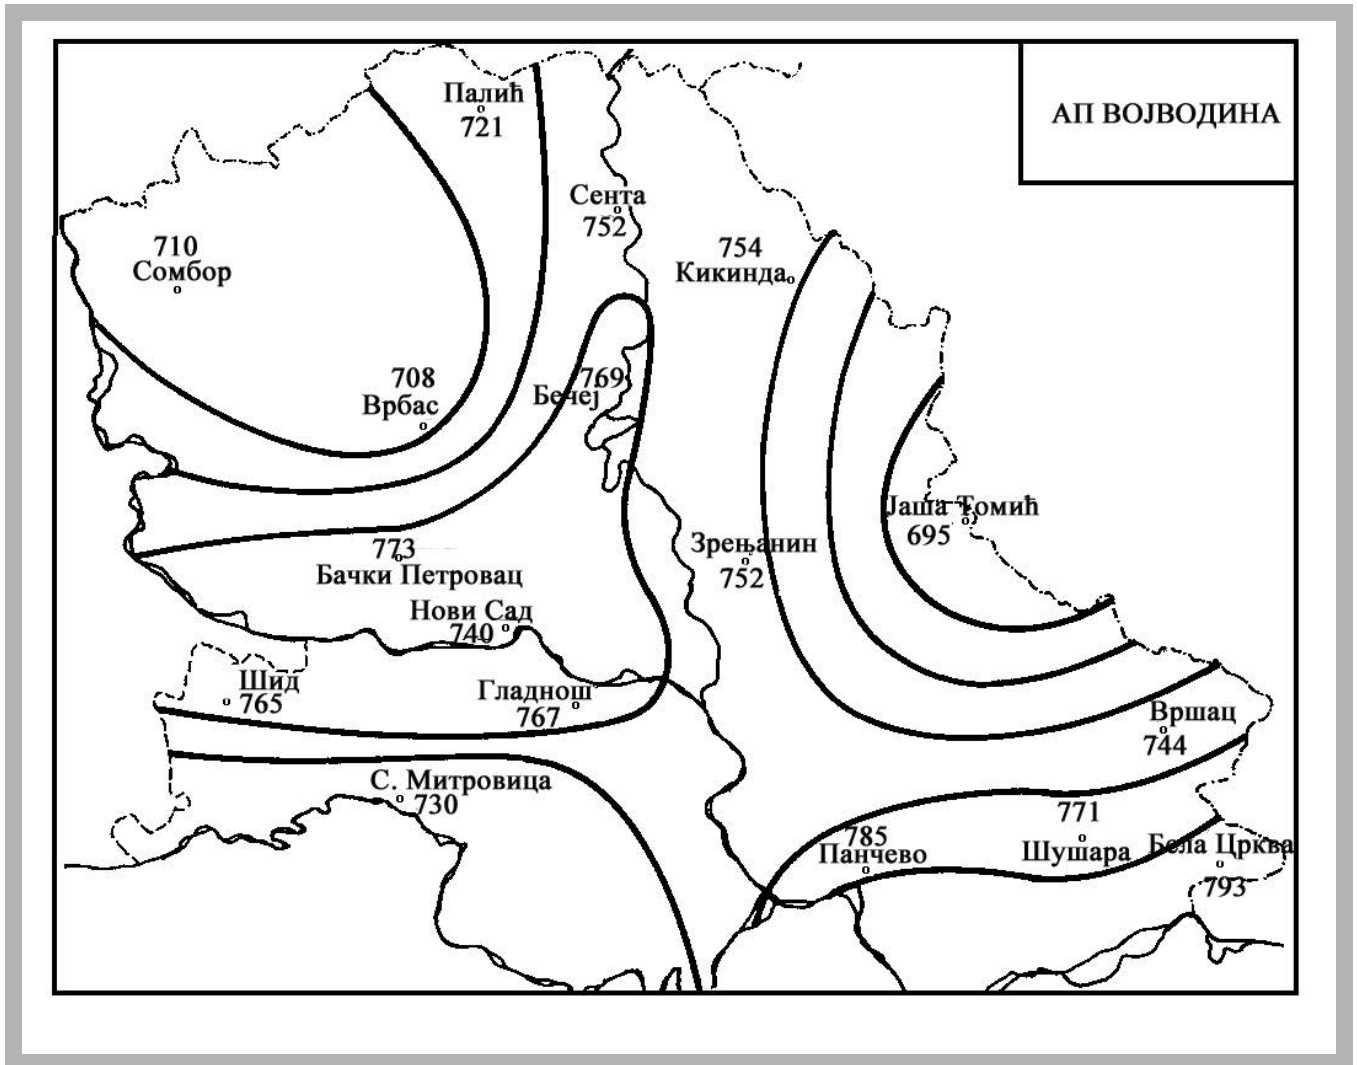 Палић
721
АП ВОЈВОДИНА
Сента
752
710
Сомбор
754
Кикинда
708
Врбас
769
Бечеј
Јаша Томић
695
773
Бачки Петровац
Зрењанин
752
Нови Сад
740
Шид
765
Гладнош
767
Вршац
744
С. Митровица
730
771
Шушара
785
Панчево
Бела Црква
793